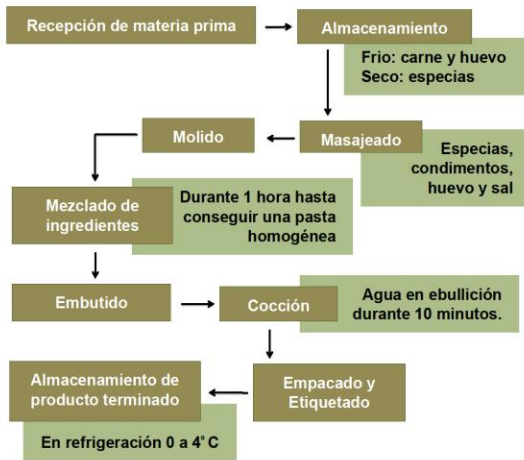 Recepción de materia prima
Almacenamiento
Frio: carne y huevo
Seco: especias
Masajeado
Especias,
condimentos,
huevo y sal
Molido
Mezclado de
ingredientes
Durante 1 hora hasta
conseguir una pasta
homogénea
Embutido
Cocción
Agua en ebullición
durante 10 minutos.
Empacado y
Etiquetado
Almacenamiento de
producto terminado
En refrigeración 0 a 4°C